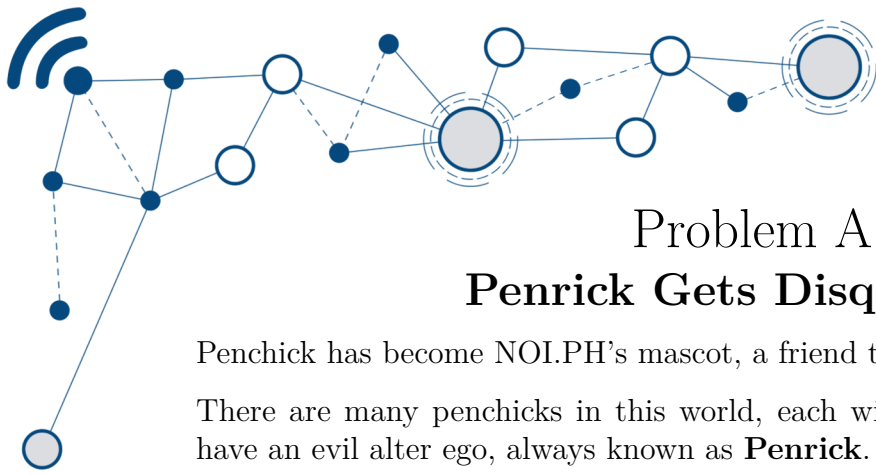 Problem A
Penrick Gets Disq
Penchick has become NOI.PH's mascot, a friend t
There are many penchicks in this world, each wi
have an evil alter ego, always known as Penrick.